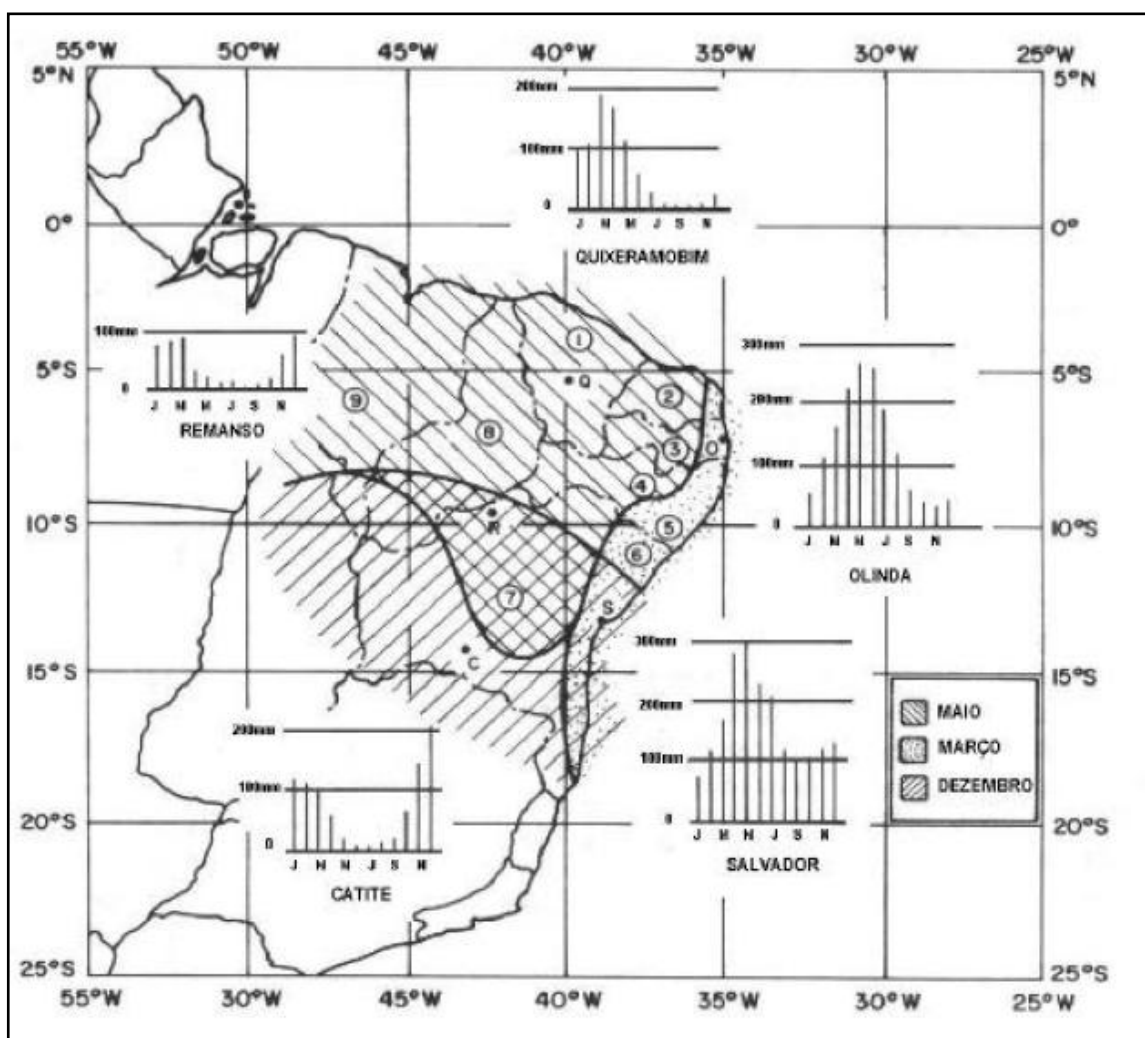 55°W 50°W 45°W 40°W 35°W 30°W 25°W
5°N 5°N
200mm
100mm
0
J M M J S N
QUIXERAMOBIM
0° 0°
100mm
0
J M M J S N
REMANSO
1
Q
2
3
O
4
5
6
7
8
9
R
S
C
5°S 5°S
300mm
200mm
100mm
0
J M M J S N
OLINDA
10°S 10°S
300mm
200mm
100mm
0
J M M J S N
SALVADOR
15°S 15°S
MAIO
MARÇO
DEZEMBRO
200mm
100mm
0
J M M J S N
CATITE
20°S 20°S
25°S 25°S
55°W 50°W 45°W 40°W 35°W 30°W 25°W